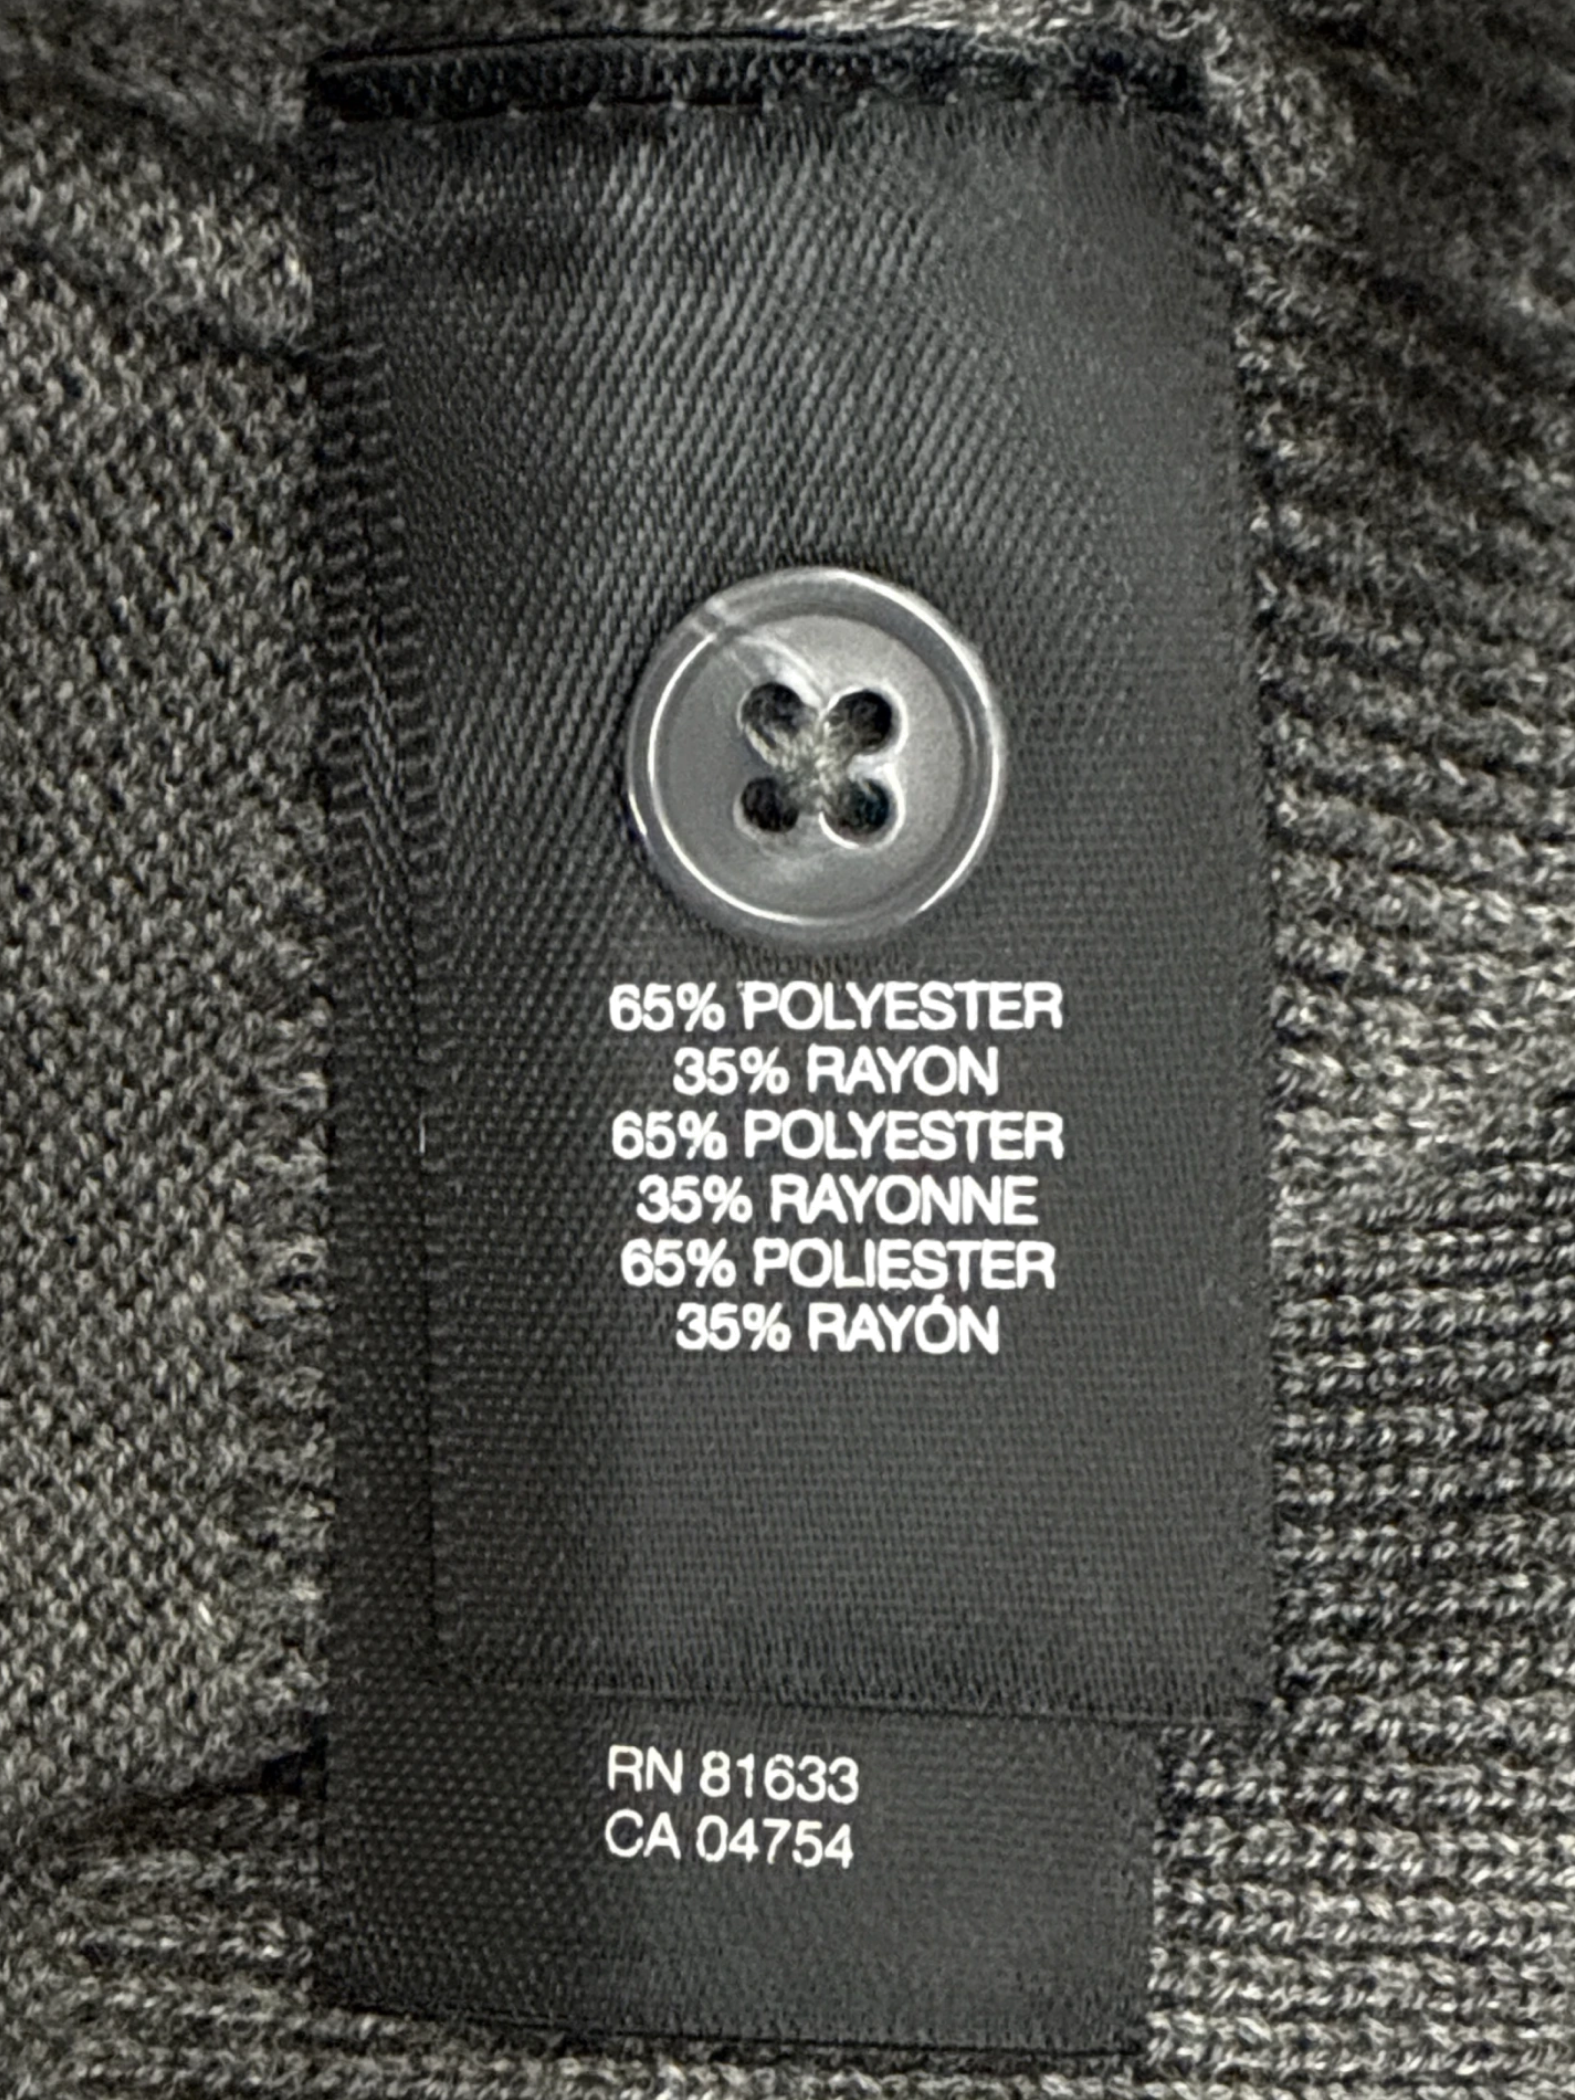 65% POLYESTER
35% RAYON
65% POLYESTER
35% RAYONNE
65% POLIESTER
35% RAYÓN
RN 81633
CA 04754